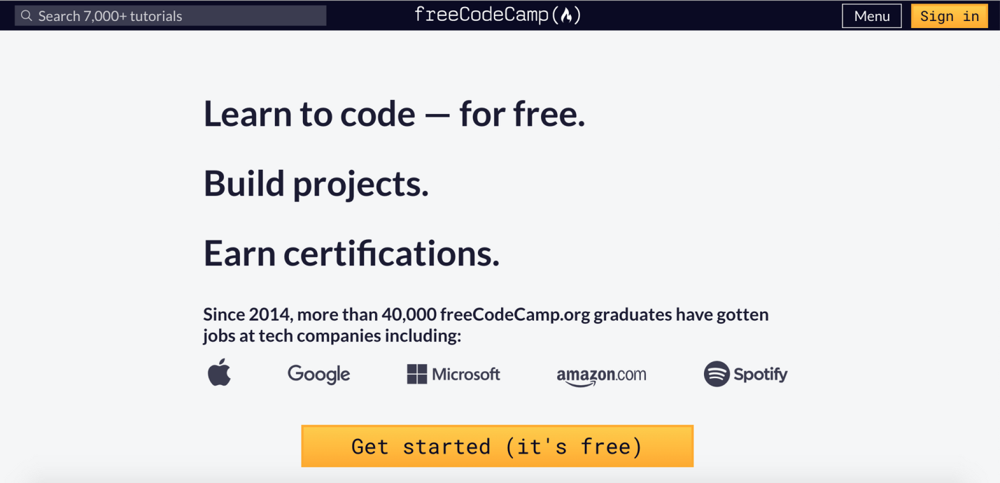 Search 7,000+ tutorials
freeCodeCamp(🔥)
Menu
Sign in
Learn to code — for free.
Build projects.
Earn certifications.
Since 2014, more than 40,000 freeCodeCamp.org graduates have gotten
jobs at tech companies including:
Google
Microsoft
amazon.com
Spotify
Get started (it's free)